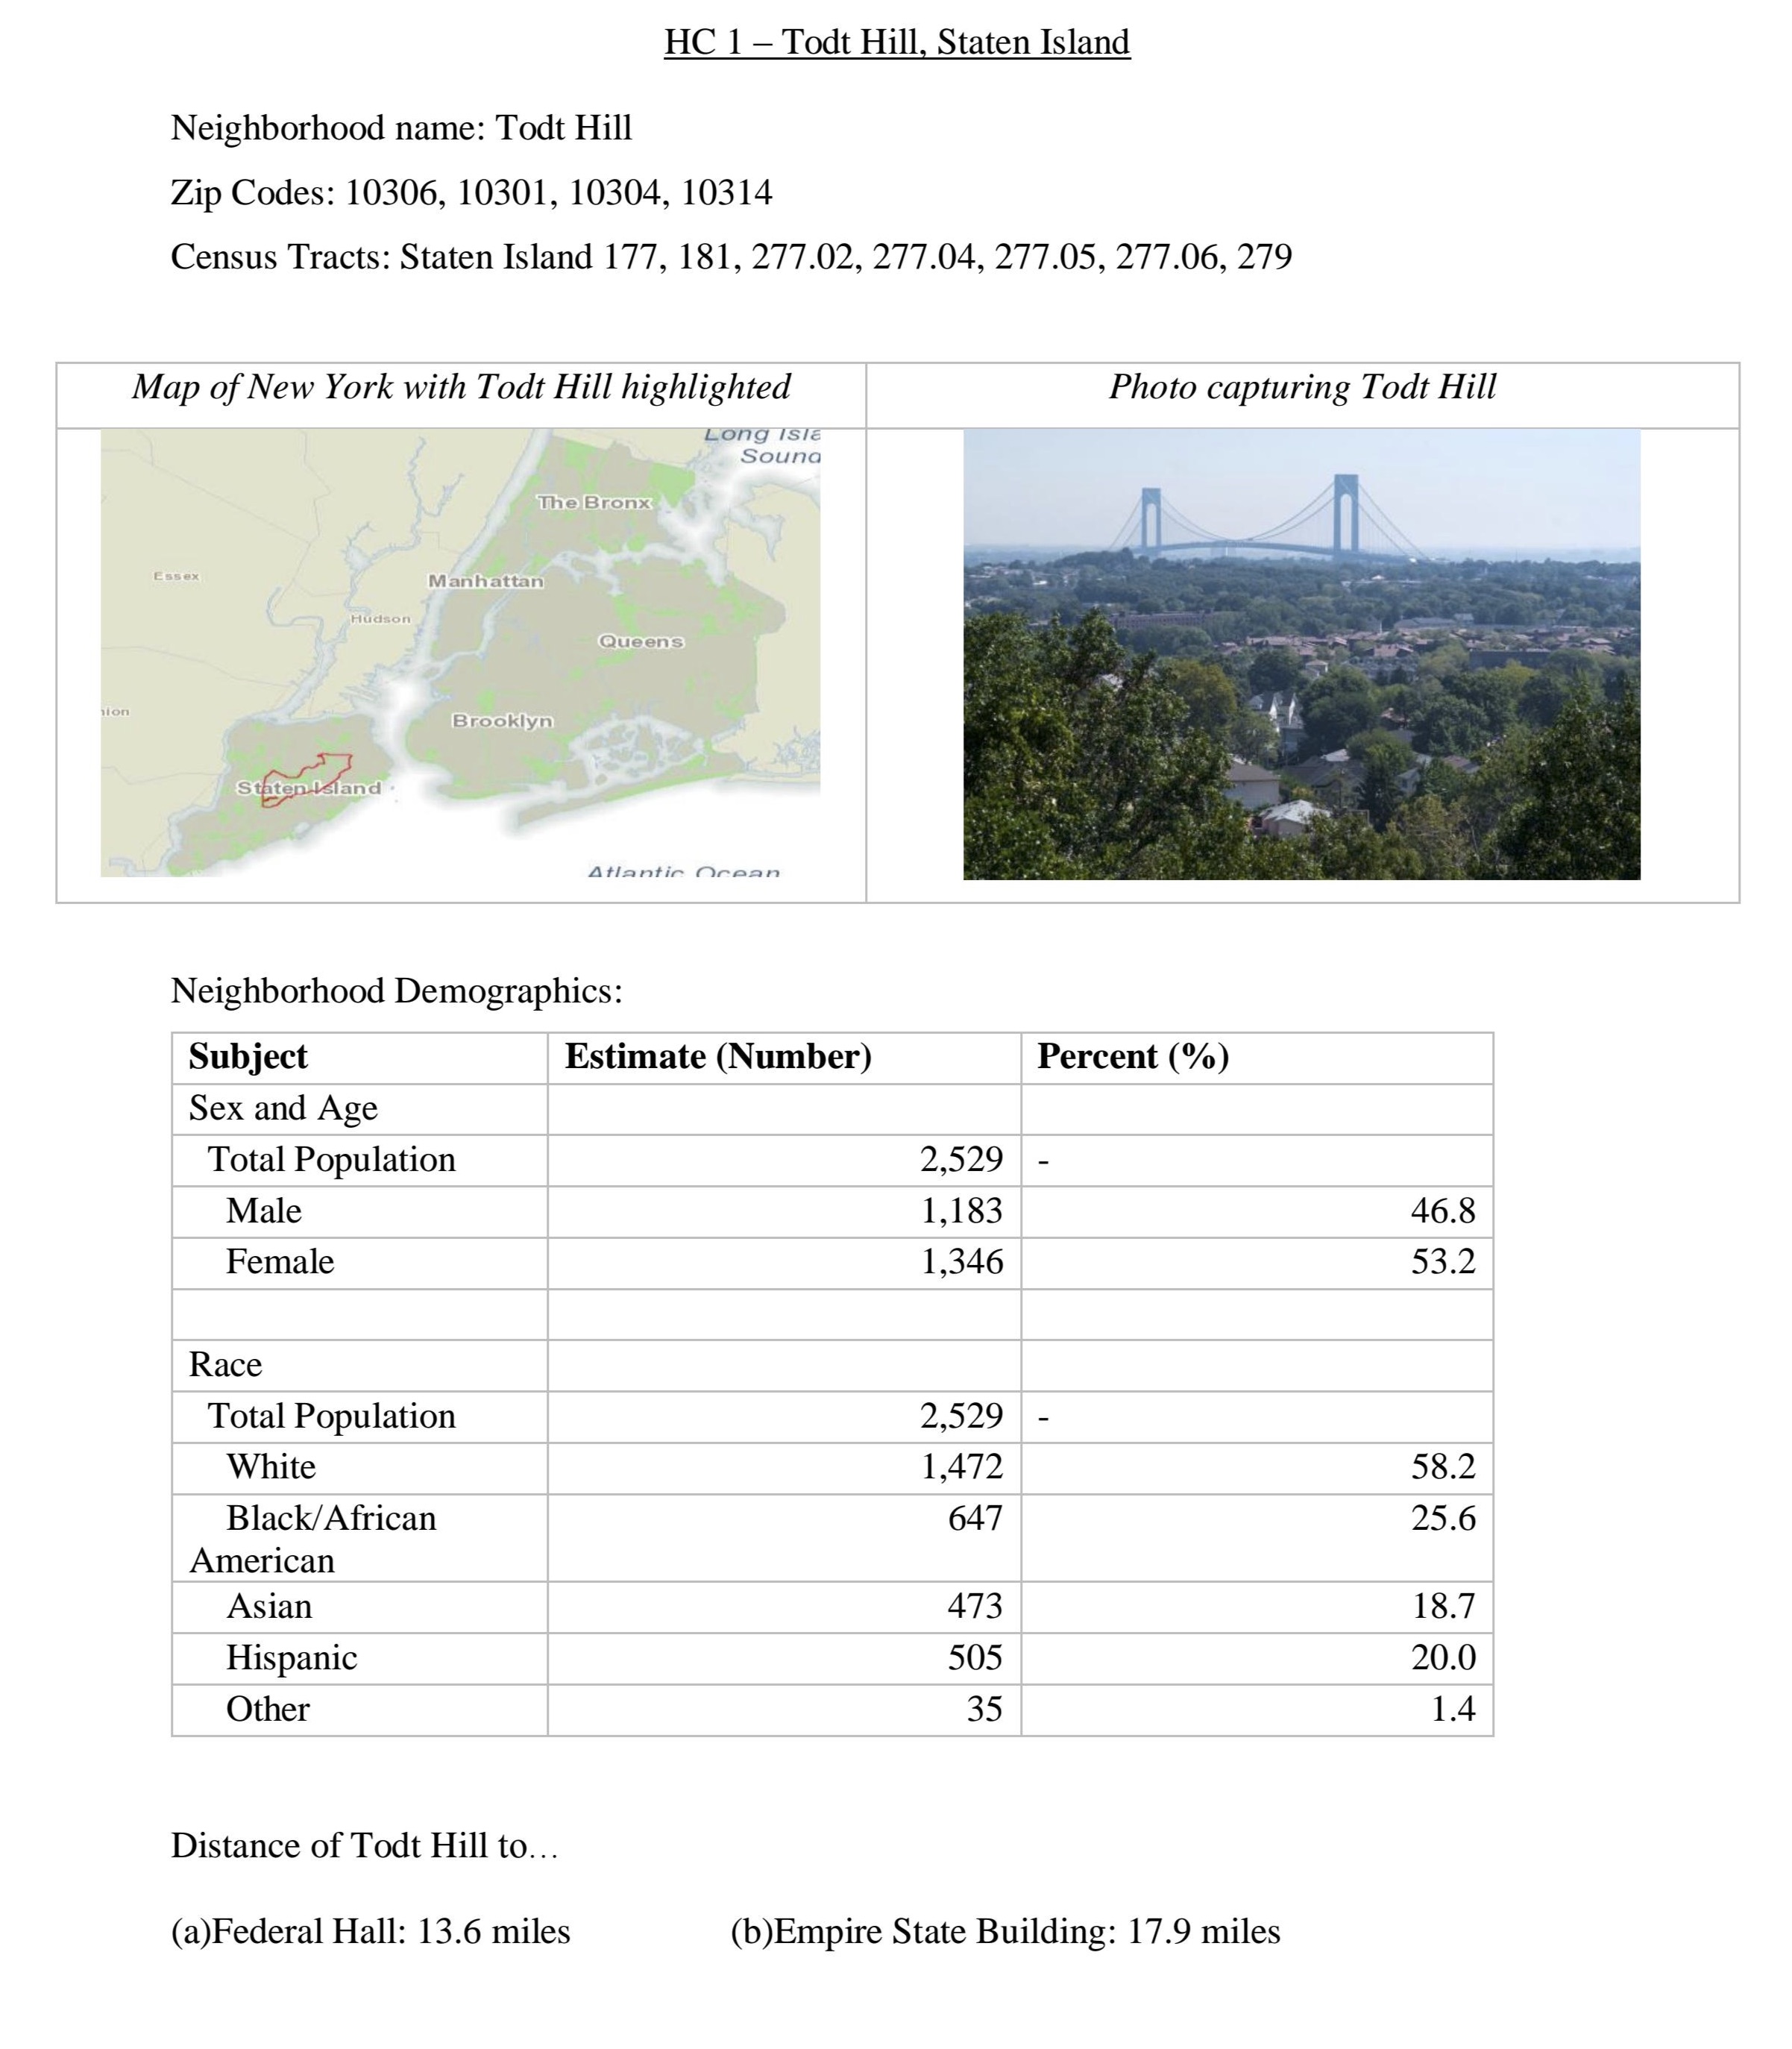 HC 1 – Todt Hill, Staten Island
Neighborhood name: Todt Hill
Zip Codes: 10306, 10301, 10304, 10314
Census Tracts: Staten Island 177, 181, 277.02, 277.04, 277.05, 277.06, 279
Map of New York with Todt Hill highlighted
Photo capturing Todt Hill
Long Isla
Sound
The Bronx
Essex
Manhattan
Hudson
Queens
nion
Brooklyn
Staten Island
Atlantic Ocean
Neighborhood Demographics:
Subject Estimate (Number) Percent (%)
Sex and Age
Total Population 2,529 -
Male 1,183 46.8
Female 1,346 53.2
Race
Total Population 2,529 -
White 1,472 58.2
Black/African 647 25.6
American
Asian 473 18.7
Hispanic 505 20.0
Other 35 1.4
Distance of Todt Hill to…
(a)Federal Hall: 13.6 miles (b)Empire State Building: 17.9 miles